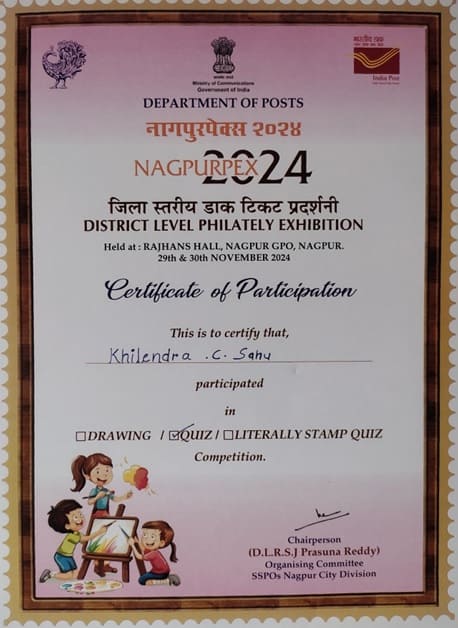 भारतीय डाक
India Post
Ministry of Communications
Government of India
DEPARTMENT OF POSTS
नागपुरपेक्स २०२४
NAGPURPEX 2024
जिला स्तरीय डाक टिकट प्रदर्शनी
DISTRICT LEVEL PHILATELY EXHIBITION
Held at : RAJHANS HALL, NAGPUR GPO, NAGPUR.
29th & 30th NOVEMBER 2024
Certificate of Participation
This is to certify that,
Khilendra .C. Sahu
participated
in
☐DRAWING / ☑QUIZ / ☐LITERALLY STAMP QUIZ
Competition.
Chairperson
(D.L.R.S.J Prasuna Reddy)
Organising Committee
SSPOs Nagpur City Division